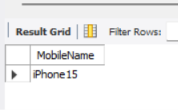 Result Grid Filter Rows:
MobileName
iPhone15